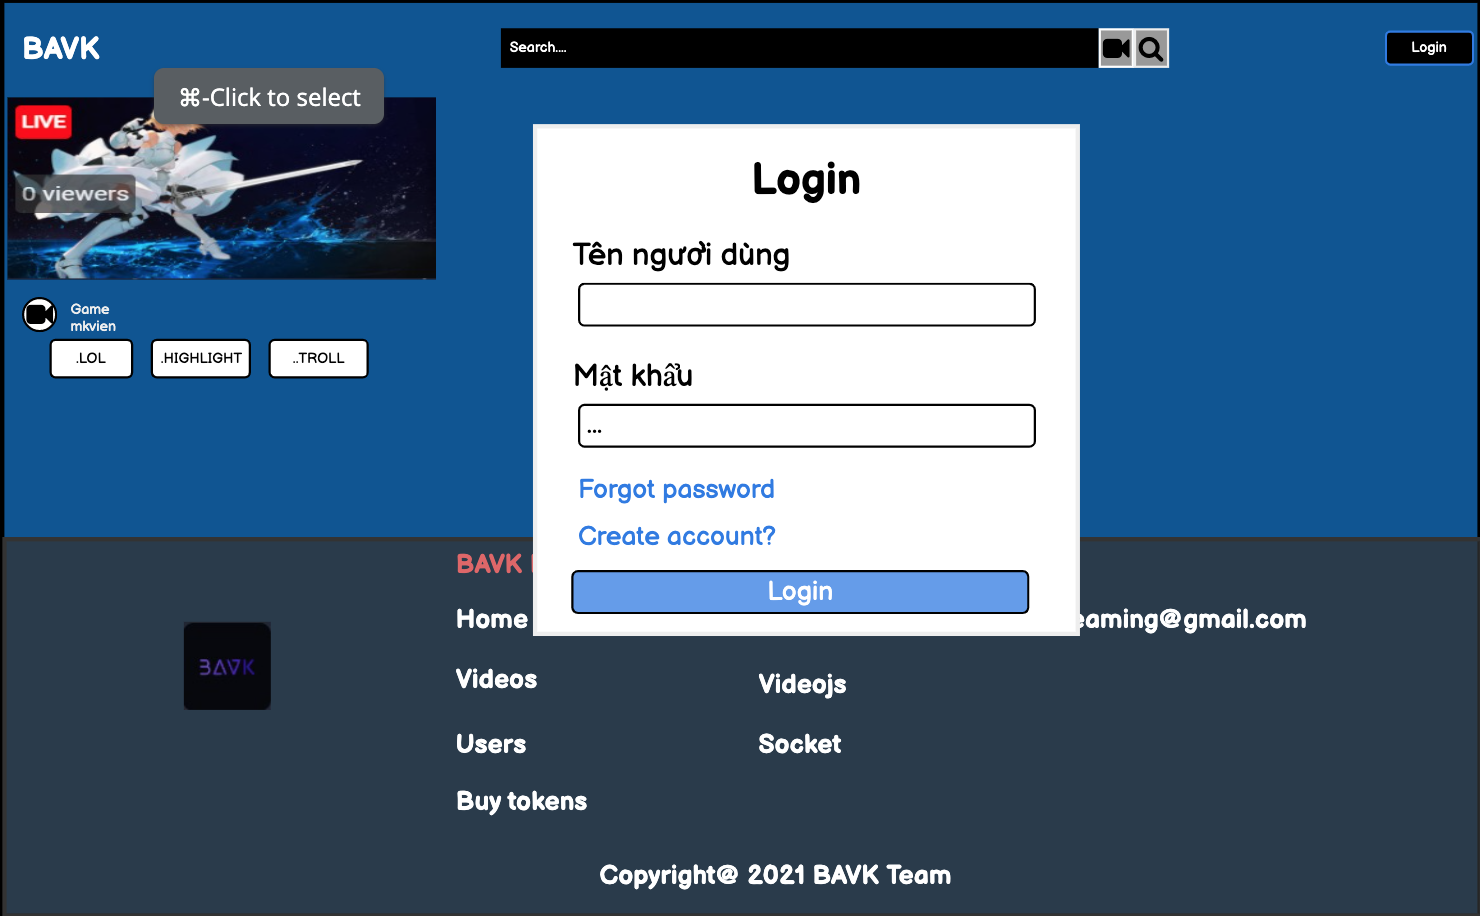 BAVK
Search....
Login
⌘-Click to select
LIVE
0 viewers
Game
mkvien
.LOL
.HIGHLIGHT
..TROLL
Login
Tên người dùng
Mật khẩu
...
Forgot password
Create account?
Login
BAVK
Home
eaming@gmail.com
BAVK
Videos
Videojs
Users
Socket
Buy tokens
Copyright@ 2021 BAVK Team